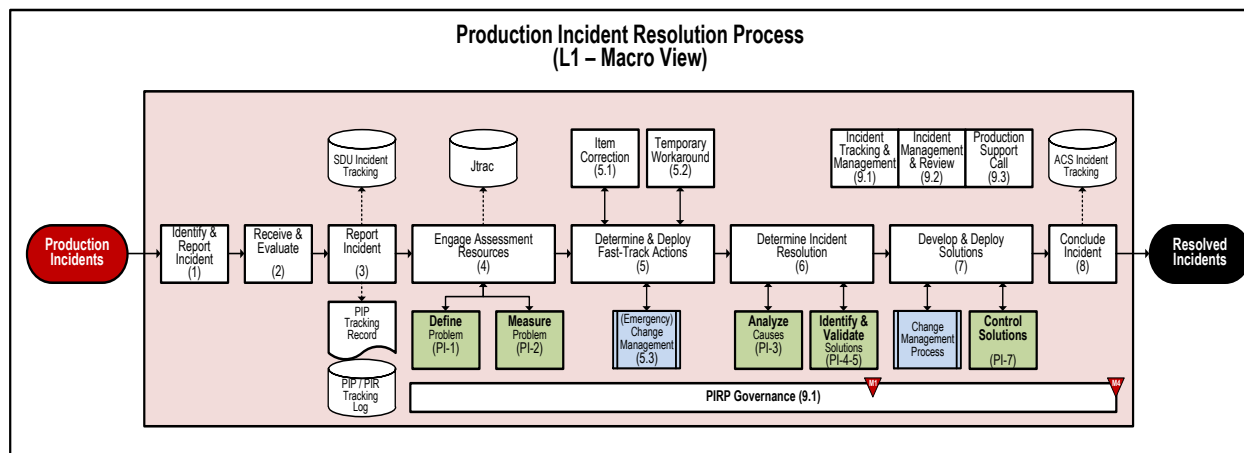 Production Incident Resolution Process
(L1 – Macro View)
SDU Incident
Tracking
Jtrac
Item
Correction
(5.1)
Temporary
Workaround
(5.2)
Incident
Tracking &
Management
(9.1)
Incident
Management
& Review
(9.2)
Production
Support
Call
(9.3)
ACS Incident
Tracking
Production
Incidents
Identify &
Report
Incident
(1)
Receive &
Evaluate
(2)
Report
Incident
(3)
Engage Assessment
Resources
(4)
Determine & Deploy
Fast-Track Actions
(5)
Determine Incident
Resolution
(6)
Develop & Deploy
Solutions
(7)
Conclude
Incident
(8)
Resolved
Incidents
PIP
Tracking
Record
PIP / PIR
Tracking
Log
Define
Problem
(PI-1)
Measure
Problem
(PI-2)
(Emergency)
Change
Management
(5.3)
Analyze
Causes
(PI-3)
Identify &
Validate
Solutions
(PI-4-5)
Change
Management
Process
Control
Solutions
(PI-7)
M1
M4
PIRP Governance (9.1)